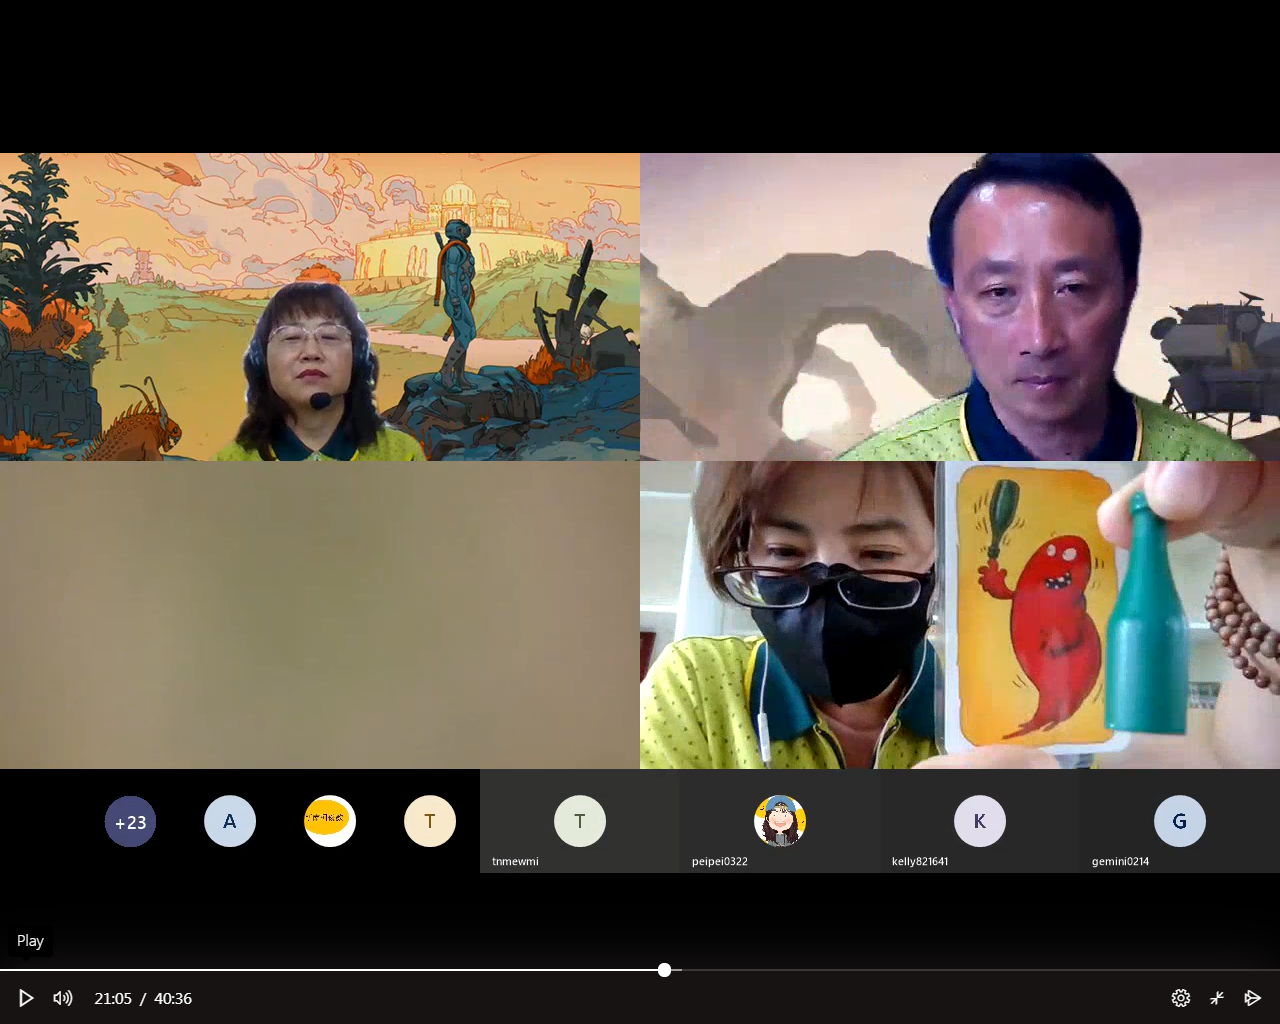 +23
A
T
T
K
G
tnmewmi
peipei0322
kelly821641
gemini0214
Play
21:05 / 40:36